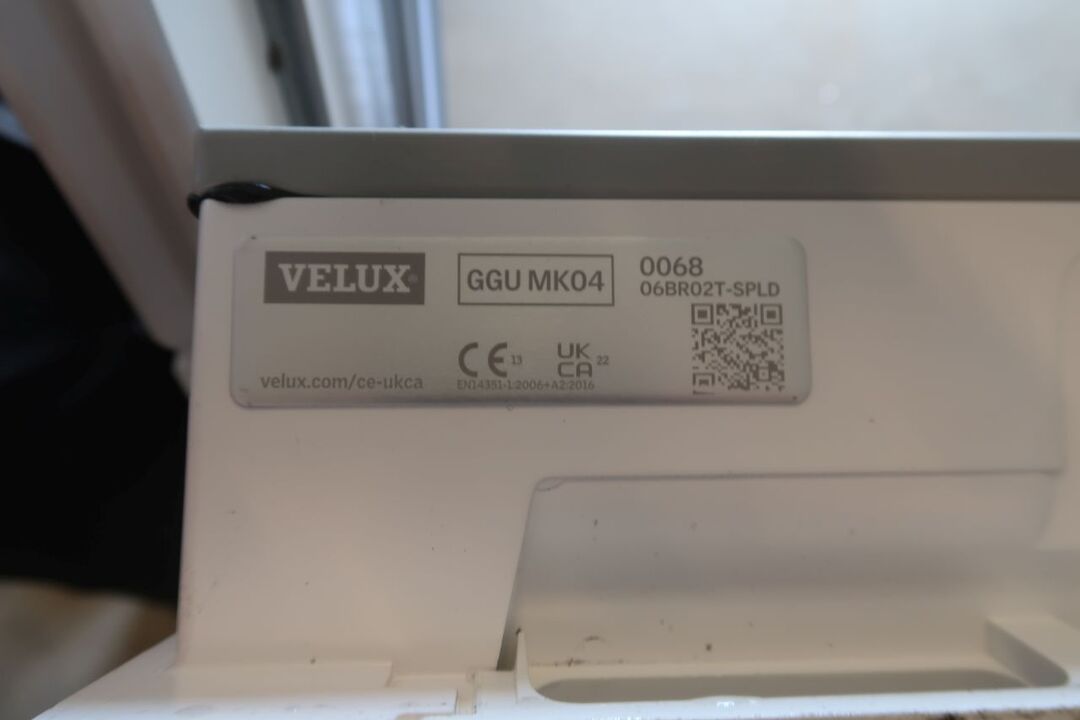 VELUX®
GGU MK04
0068
06BR02T-SPLD
CE 13
UK
CA 22
velux.com/ce-ukca
EN14351-1:2006+A2:2016